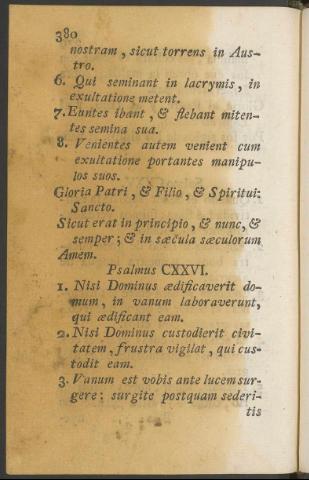 380
nostram , sicut torrens in Aus-
tro.
6. Qui seminant in lacrymis, in
exultatione metent.
7. Euntes ibant , & flebant miten-
tes semina sua.
8. Venientes autem venient cum
exultatione portantes manipu-
los suos.
Gloria Patri , & Filio , & Spiritui:
Sancto.
Sicut erat in principio , & nunc, &
semper ; & in sæcula sæculorum
Amem.
Psalmus CXXVI.
1. Nisi Dominus ædificaverit do-
mum , in vanum laboraverunt,
qui ædificant eam.
2. Nisi Dominus custodierit civi-
tatem , frustra vigilat , qui cus-
todit eam.
3. Vanum est vobis ante lucem sur-
gere : surgite postquam sederi-
tis